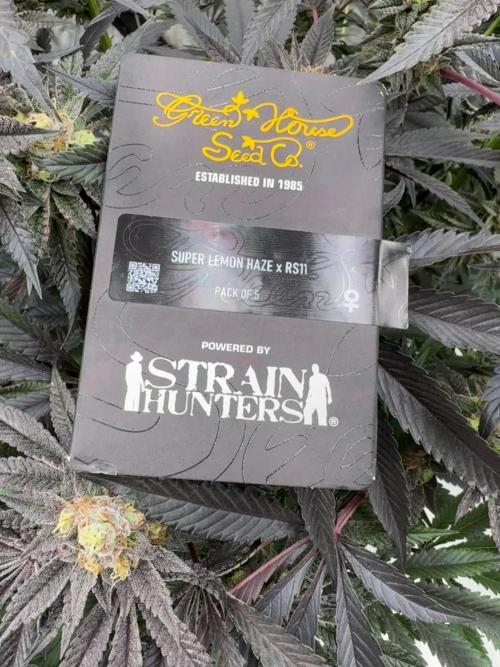 Green House
Seed Co.®
ESTABLISHED IN 1985
SUPER LEMON HAZE x RS11
PACK OF 5
POWERED BY
STRAIN
HUNTERS®